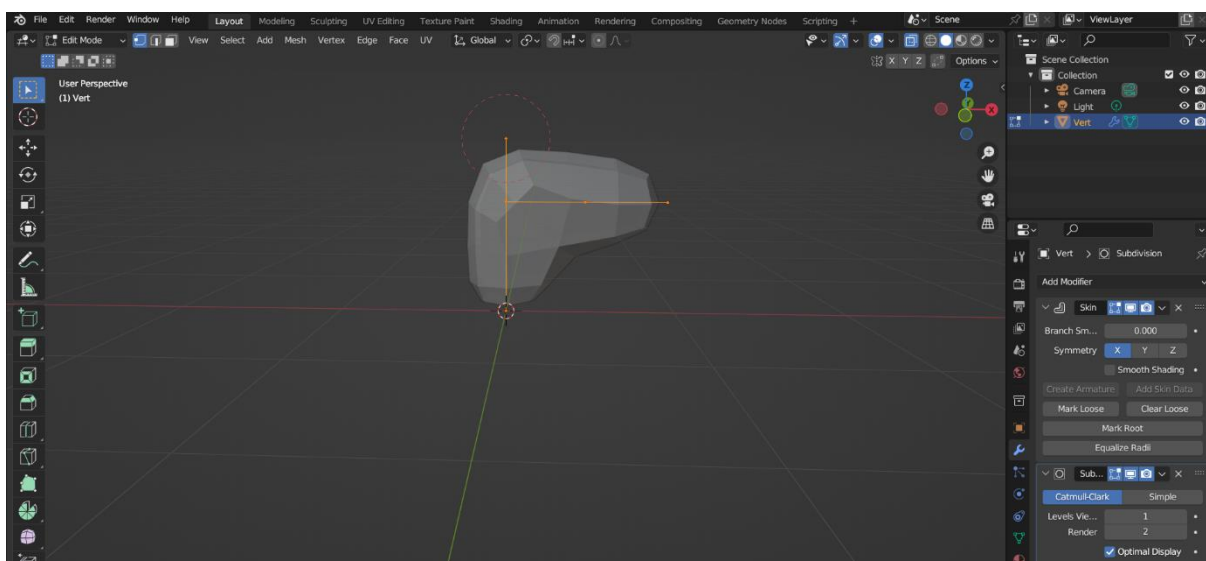 File Edit Render Window Help Layout Modeling Sculpting UV Editing Texture Paint Shading Animation Rendering Compositing Geometry Nodes Scripting + Scene ViewLayer
Edit Mode View Select Add Mesh Vertex Edge Face UV Global
X Y Z Options
User Perspective
(1) Vert
Z
X
Scene Collection
Collection
Camera
Light
Vert
Vert > Subdivision
Add Modifier
Skin
Branch Sm... 0.000
Symmetry X Y Z
Smooth Shading
Create Armature Add Skin Data
Mark Loose Clear Loose
Mark Root
Equalize Radii
Sub...
Catmull-Clark Simple
Levels Vie... 1
Render 2
Optimal Display